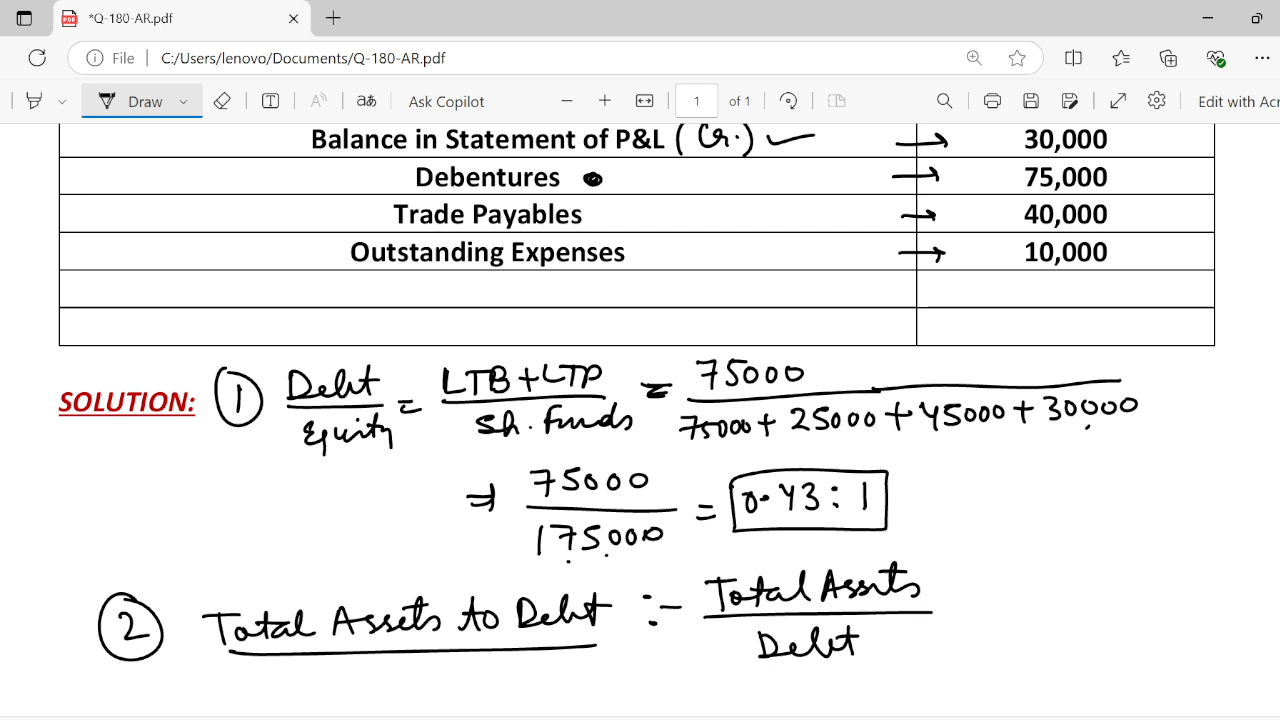 *Q-180-AR.pdf
File | C:/Users/lenovo/Documents/Q-180-AR.pdf
Draw aあ Ask Copilot 1 of 1 Edit with Acr
Balance in Statement of P&L (Cr.) → 30,000
Debentures → 75,000
Trade Payables → 40,000
Outstanding Expenses → 10,000
SOLUTION: ① Debt / Equity = LTB+LTP / Sh. Funds = 75000 / 75000 + 25000 + 45000 + 30000
⇒ 75000 / 175000 = 0.43 : 1
② Total Assets to Debt :- Total Assets / Debt